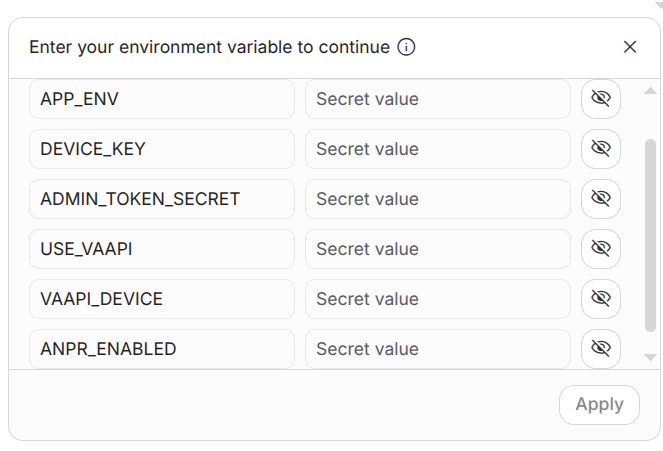 Enter your environment variable to continue
APP_ENV Secret value
DEVICE_KEY Secret value
ADMIN_TOKEN_SECRET Secret value
USE_VAAPI Secret value
VAAPI_DEVICE Secret value
ANPR_ENABLED Secret value
Apply